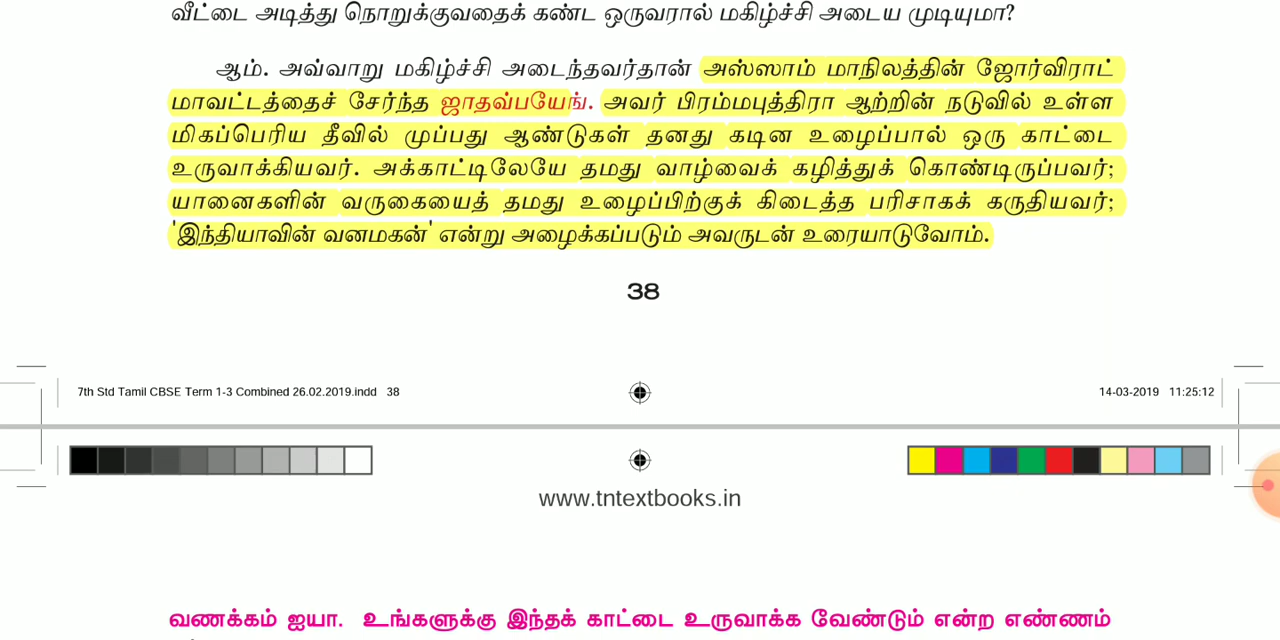 வீட்டை அடித்து நொறுக்குவதைக் கண்ட ஒருவரால் மகிழ்ச்சி அடைய முடியுமா?
ஆம். அவ்வாறு மகிழ்ச்சி அடைந்தவர்தான் அஸ்ஸாம் மாநிலத்தின் ஜோர்விராட்
மாவட்டத்தைச் சேர்ந்த ஜாதவ்பயேங். அவர் பிரம்மபுத்திரா ஆற்றின் நடுவில் உள்ள
மிகப்பெரிய தீவில் முப்பது ஆண்டுகள் தனது கடின உழைப்பால் ஒரு காட்டை
உருவாக்கியவர். அக்காட்டிலேயே தமது வாழ்வைக் கழித்துக் கொண்டிருப்பவர்;
யானைகளின் வருகையைத் தமது உழைப்பிற்குக் கிடைத்த பரிசாகக் கருதியவர்;
'இந்தியாவின் வனமகன்' என்று அழைக்கப்படும் அவருடன் உரையாடுவோம்.
38
7th Std Tamil CBSE Term 1-3 Combined 26.02.2019.indd 38
14-03-2019 11:25:12
www.tntextbooks.in
வணக்கம் ஐயா. உங்களுக்கு இந்தக் காட்டை உருவாக்க வேண்டும் என்ற எண்ணம்